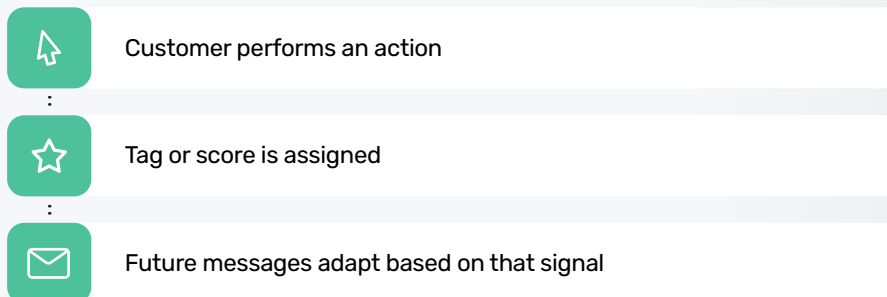 Customer performs an action
Tag or score is assigned
Future messages adapt based on that signal